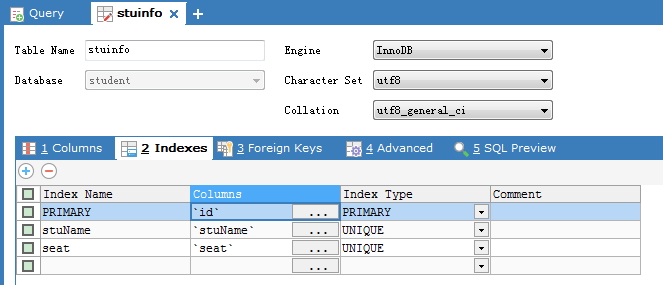 Query stuinfo
Table Name stuinfo Engine InnoDB
Database student Character Set utf8
Collation utf8_general_ci
1 Columns 2 Indexes 3 Foreign Keys 4 Advanced 5 SQL Preview
Index Name Columns Index Type Comment
PRIMARY `id` ... PRIMARY
stuName `stuName` ... UNIQUE
seat `seat` ... UNIQUE
...